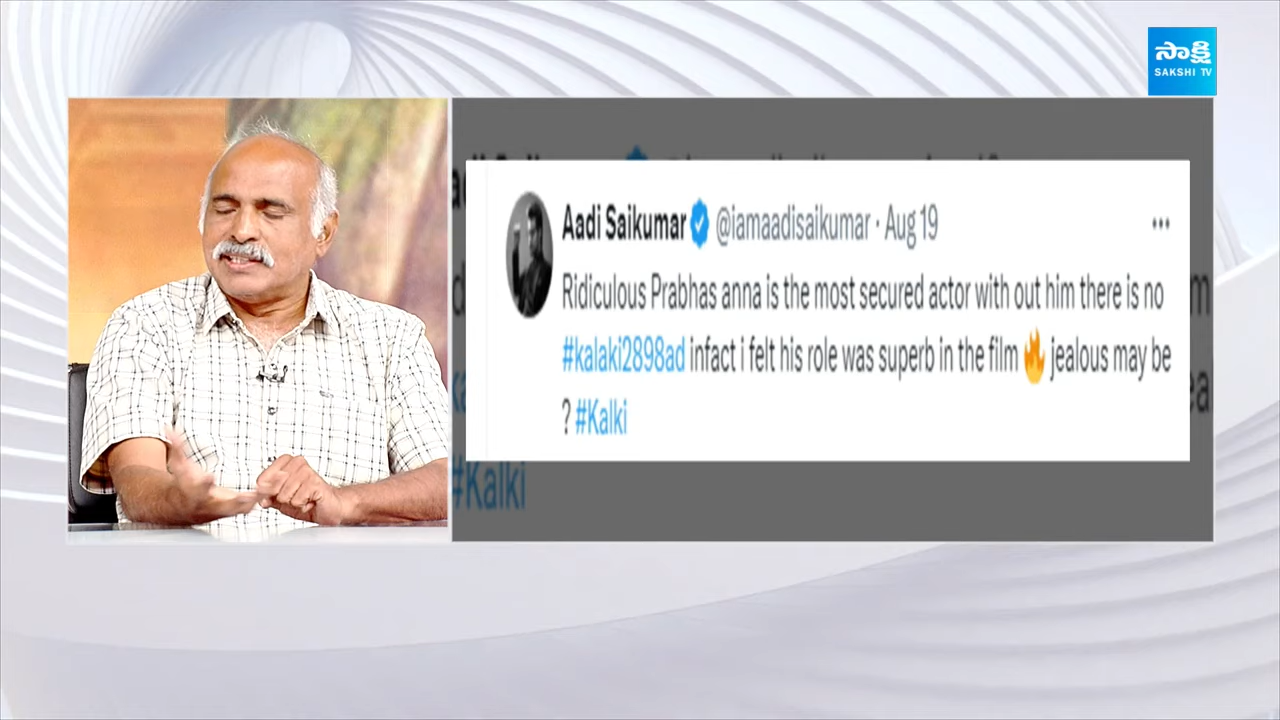 సాక్షి
SAKSHI TV
Aadi Saikumar @iamaadisaikumar · Aug 19
Ridiculous Prabhas anna is the most secured actor with out him there is no
#kalaki2898ad infact i felt his role was superb in the film 🔥 jealous may be
? #Kalki
#Kalki